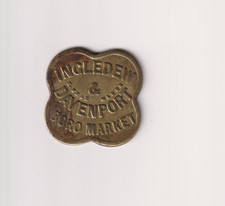 INGLEDEW
&
DAVENPORT
BORO MARKET